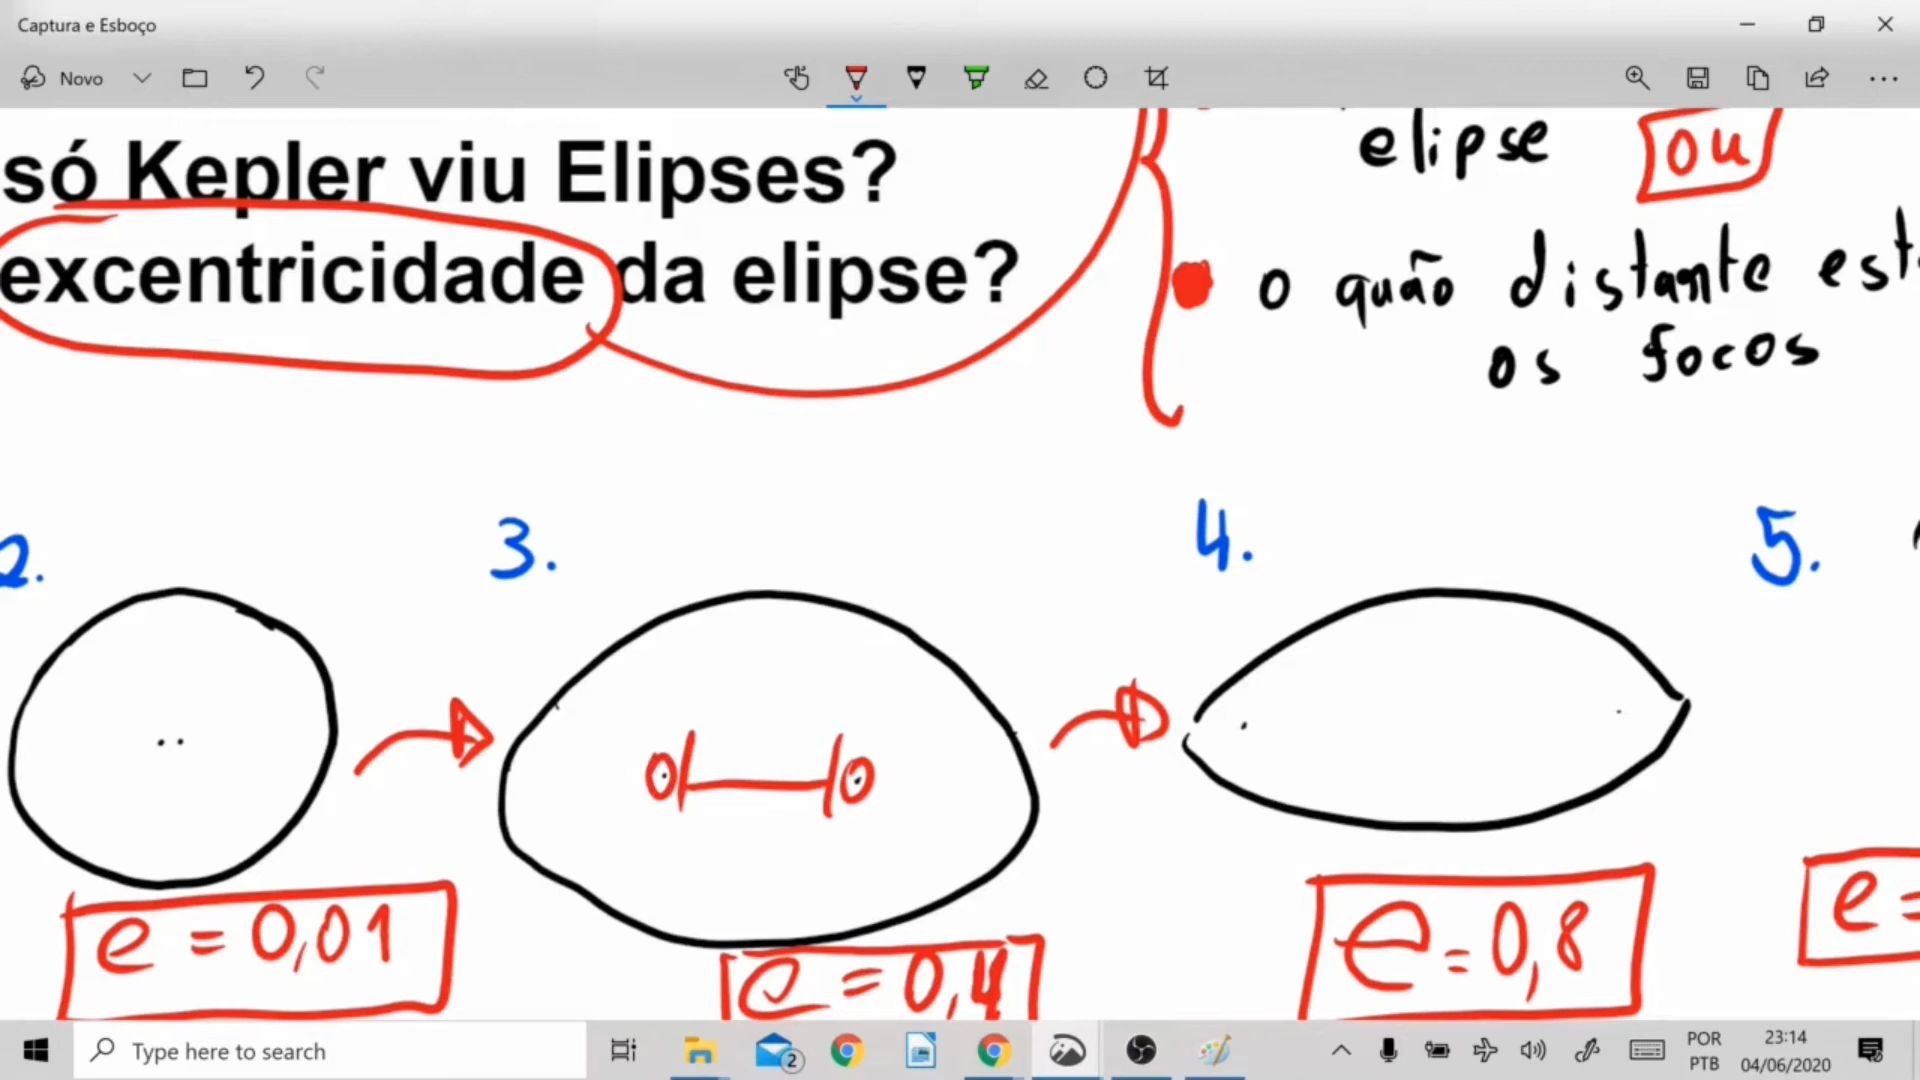 Captura e Esboço
Novo
só Kepler viu Elipses?
excentricidade da elipse?
elipse ou
o quão distante est
os focos
2.
3.
4.
5.
e = 0,01
e = 0,4
e = 0,8
e =
Type here to search
2
POR
PTB
23:14
04/06/2020